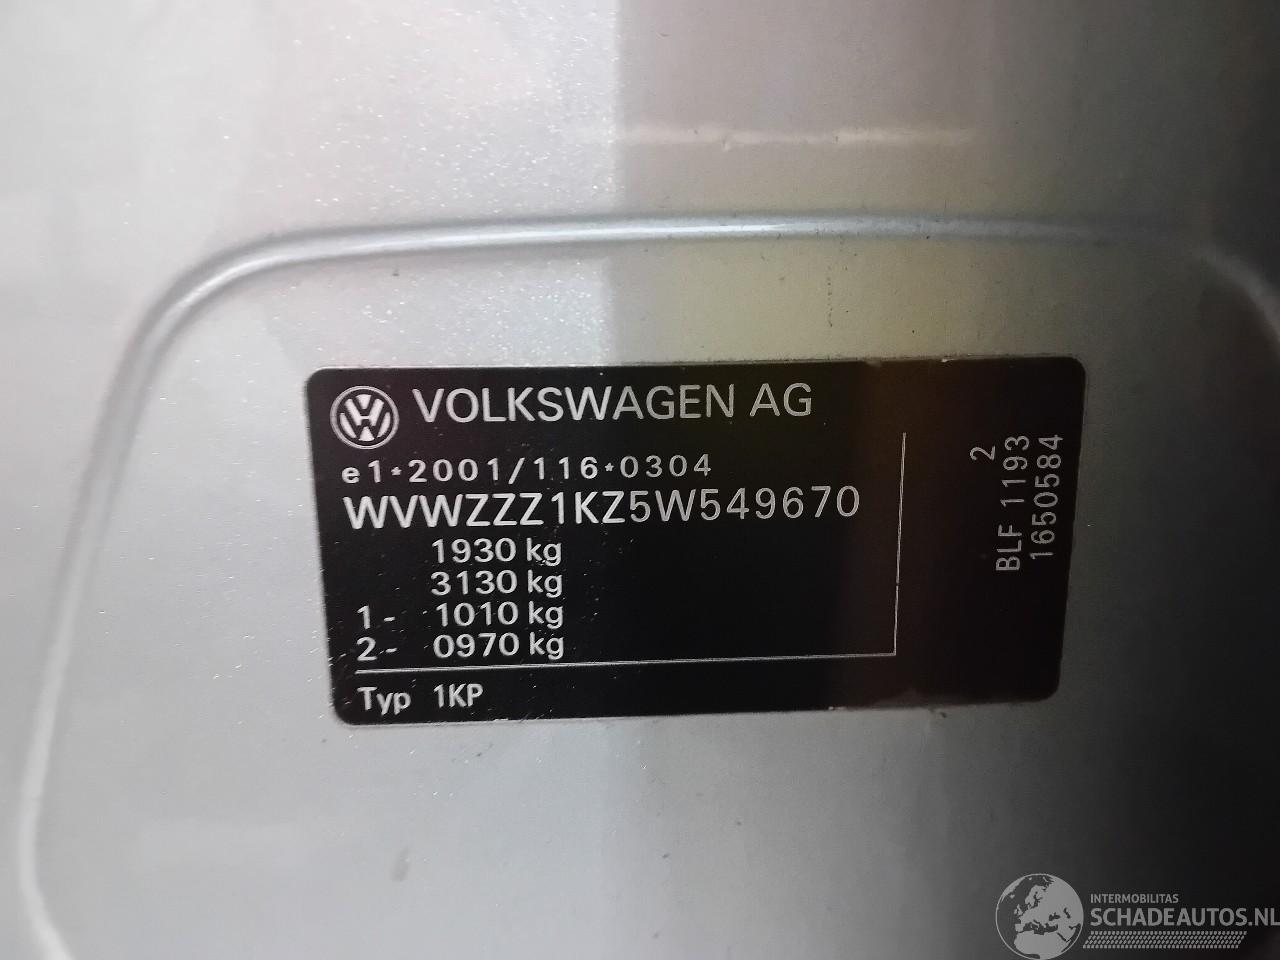 VOLKSWAGEN AG
e1*2001/116*0304
WVWZZZ1KZ5W549670
1930 kg
3130 kg
1 - 1010 kg
2 - 0970 kg
Typ 1KP
2
BLF 1193
1650584
INTERMOBILITAS
SCHADEAUTOS.NL